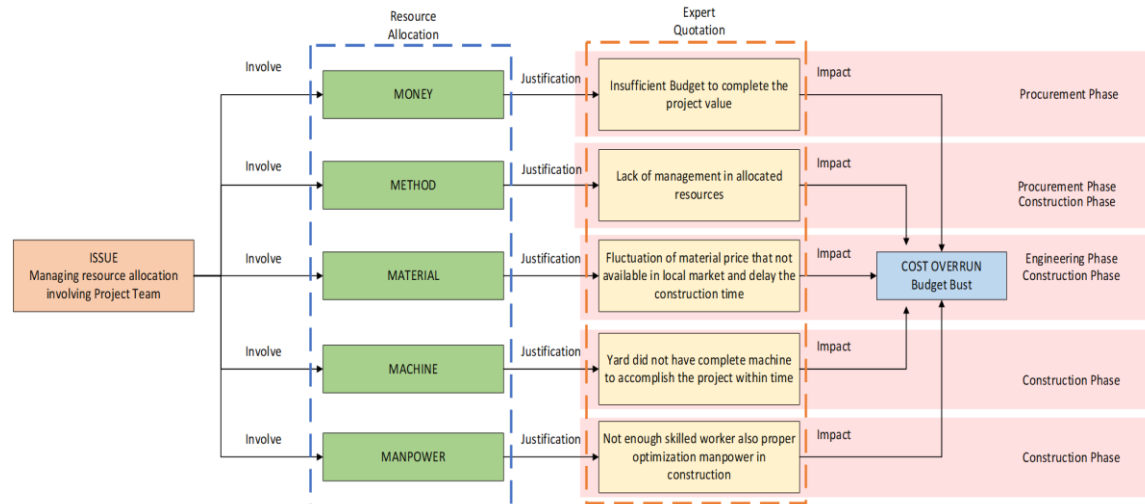 Resource
Allocation
Expert
Quotation
Involve
MONEY
Justification
Insufficient Budget to complete the
project value
Impact
Procurement Phase
Involve
METHOD
Justification
Lack of management in allocated
resources
Impact
Procurement Phase
Construction Phase
ISSUE
Managing resource allocation
involving Project Team
Involve
MATERIAL
Justification
Fluctuation of material price that not
available in local market and delay the
construction time
Impact
COST OVERRUN
Budget Bust
Engineering Phase
Construction Phase
Involve
MACHINE
Justification
Yard did not have complete machine
to accomplish the project within time
Impact
Construction Phase
Involve
MANPOWER
Justification
Not enough skilled worker also proper
optimization manpower in
construction
Impact
Construction Phase